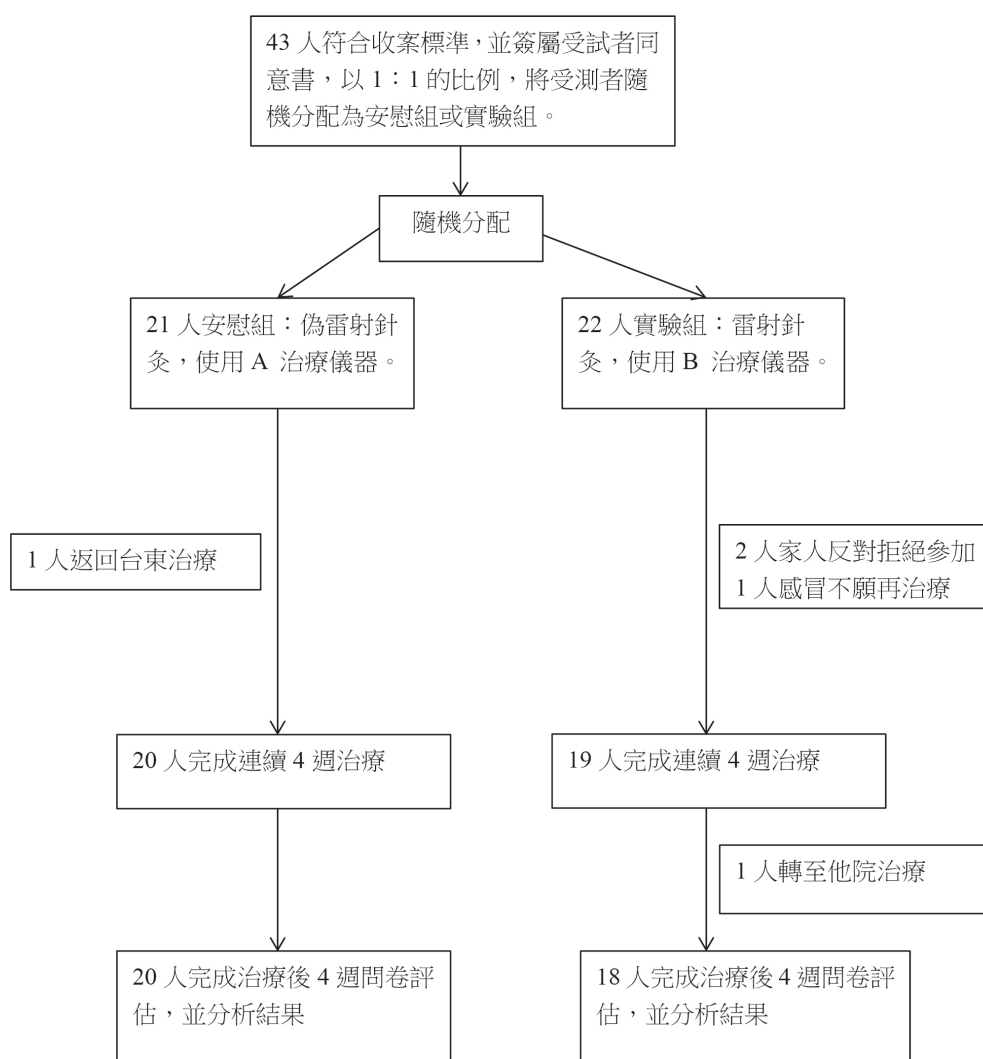 43 人符合收案標準，並簽屬受試者同
意書，以 1：1 的比例，將受測者隨
機分配為安慰組或實驗組。
隨機分配
21 人安慰組：偽雷射針
灸，使用 A 治療儀器。
22 人實驗組：雷射針
灸，使用 B 治療儀器。
1 人返回台東治療
2 人家人反對拒絕參加
1 人感冒不願再治療
20 人完成連續 4 週治療
19 人完成連續 4 週治療
1 人轉至他院治療
20 人完成治療後 4 週問卷評
估，並分析結果
18 人完成治療後 4 週問卷評
估，並分析結果